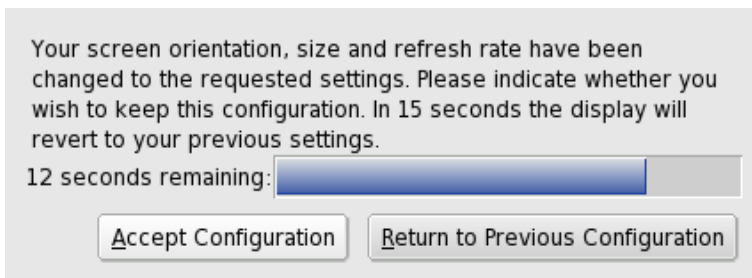 Your screen orientation, size and refresh rate have been
changed to the requested settings. Please indicate whether you
wish to keep this configuration. In 15 seconds the display will
revert to your previous settings.
12 seconds remaining:
Accept Configuration
Return to Previous Configuration